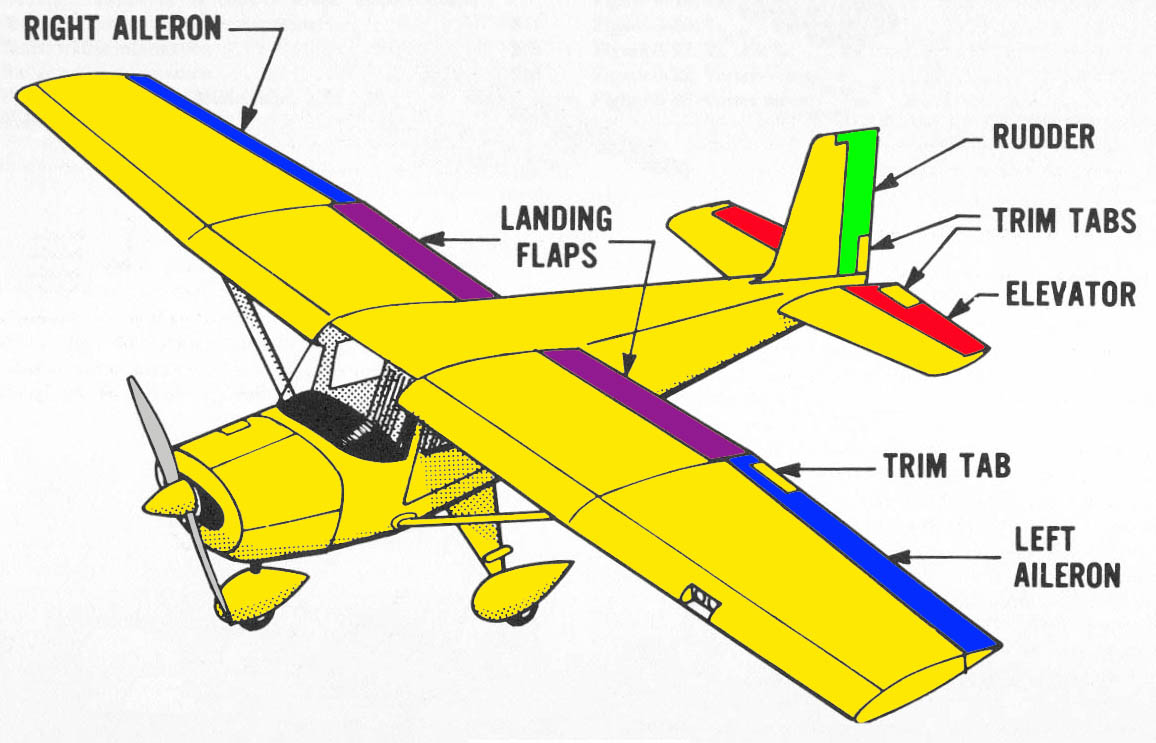 RIGHT AILERON
RUDDER
LANDING
FLAPS
TRIM TABS
ELEVATOR
TRIM TAB
LEFT
AILERON